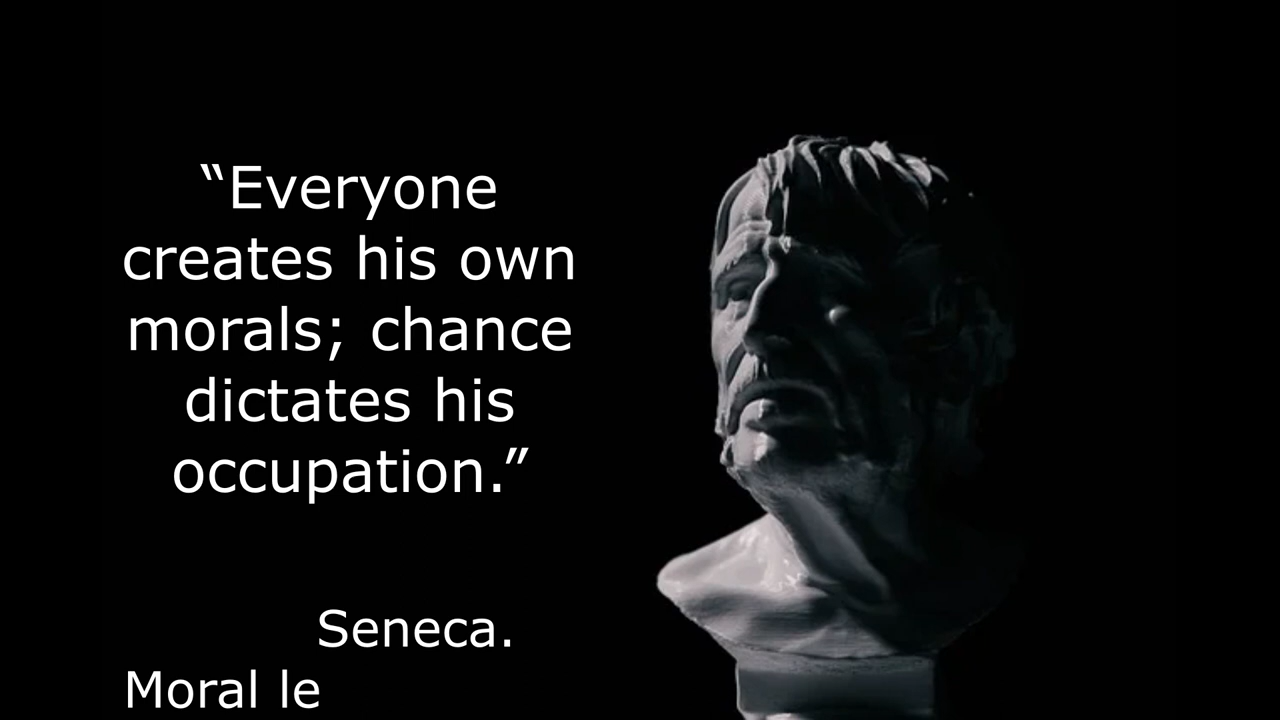 “Everyone
creates his own
morals; chance
dictates his
occupation.”
Seneca.
Moral le